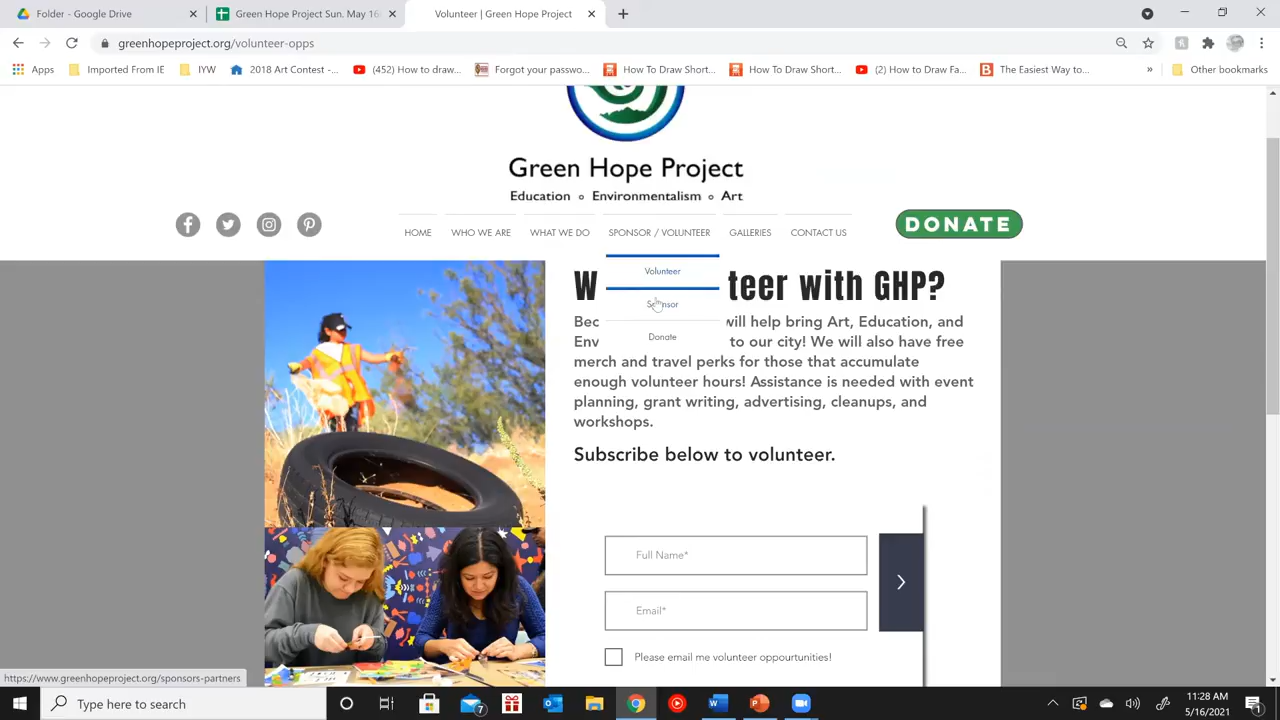 Folder - Google Drive
Green Hope Project Sun. May 16
Volunteer | Green Hope Project
greenhopeproject.org/volunteer-opps
Apps
Imported From IE
IYW
2018 Art Contest -...
(452) How to draw...
Forgot your passwo...
How To Draw Short...
How To Draw Short...
(2) How to Draw Fa...
The Easiest Way to...
»
Other bookmarks
Green Hope Project
Education Environmentalism Art
HOME
WHO WE ARE
WHAT WE DO
SPONSOR / VOLUNTEER
GALLERIES
CONTACT US
DONATE
Volunteer
Sponsor
Donate
W teer with GHP?
Bec will help bring Art, Education, and
Env to our city! We will also have free
merch and travel perks for those that accumulate
enough volunteer hours! Assistance is needed with event
planning, grant writing, advertising, cleanups, and
workshops.
Subscribe below to volunteer.
Full Name*
Email*
Please email me volunteer oppourtunities!
https://www.greenhopeproject.org/sponsors-partners
Type here to search
7
11:28 AM
5/16/2021
1